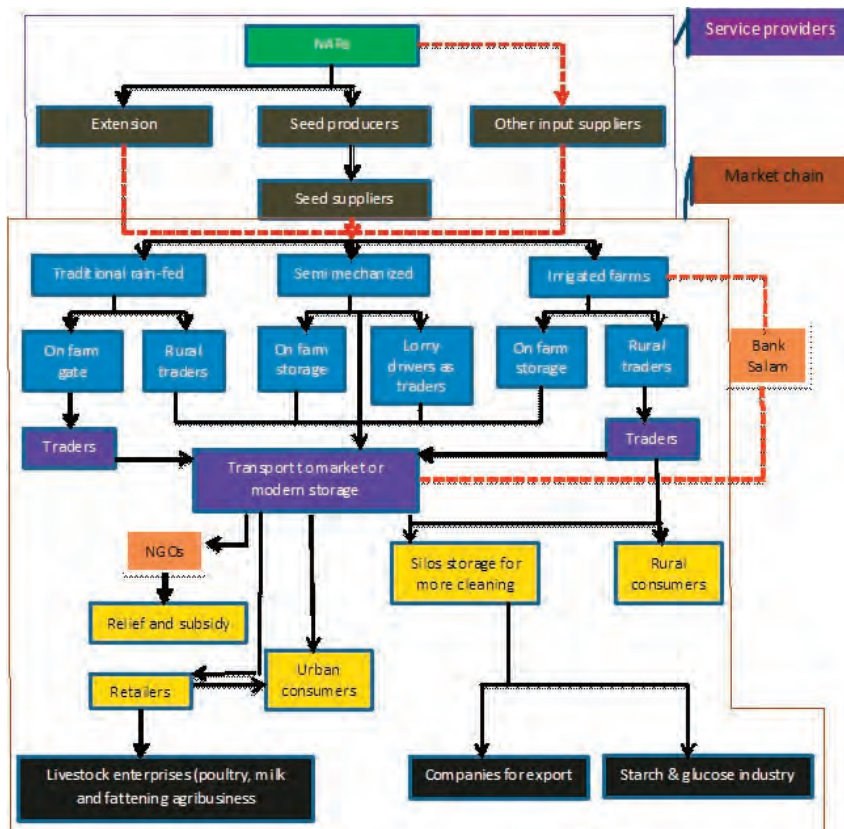 NARs
Service providers
Extension
Seed producers
Other input suppliers
Market chain
Seed suppliers
Traditional rain-fed
Semi mechanized
Irrigated farms
On farm
gate
Rural
traders
On farm
storage
Lorry
drivers as
traders
On farm
storage
Rural
traders
Bank
Salam
Traders
Traders
Transport to market or
modern storage
NGOs
Silos storage for
more cleaning
Rural
consumers
Relief and subsidy
Urban
consumers
Retailers
Livestock enterprises (poultry, milk
and fattening agribusiness
Companies for export
Starch & glucose industry